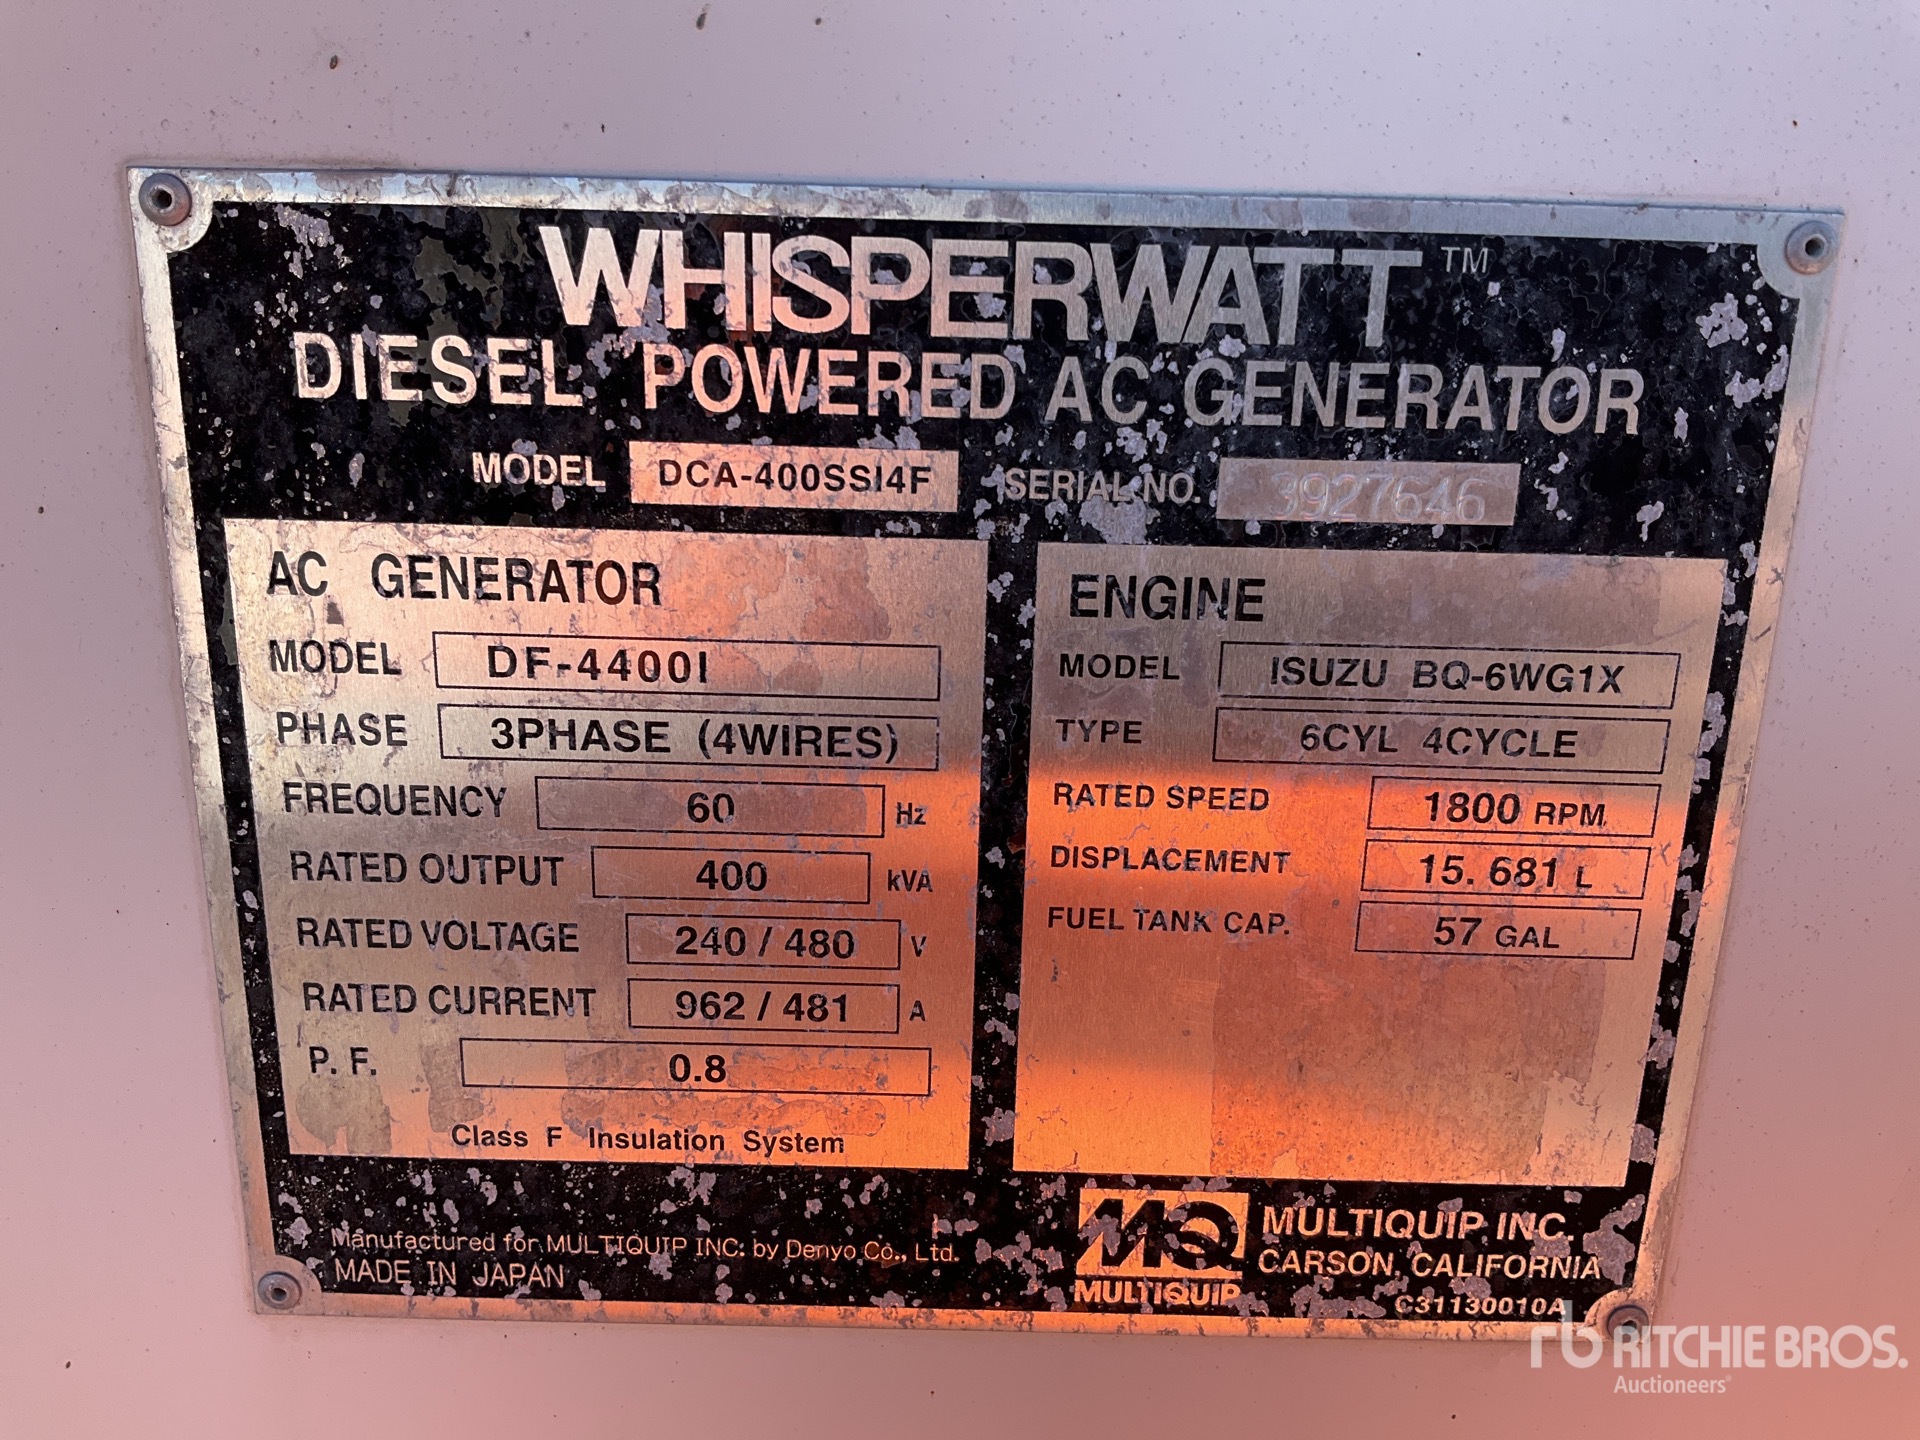 WHISPERWATT™
DIESEL POWERED AC GENERATOR
MODEL DCA-400SSI4F SERIAL NO. 3927646
AC GENERATOR
MODEL DF-4400I
PHASE 3PHASE (4WIRES)
FREQUENCY 60 Hz
RATED OUTPUT 400 kVA
RATED VOLTAGE 240 / 480 V
RATED CURRENT 962 / 481 A
P. F. 0.8
Class F Insulation System
ENGINE
MODEL ISUZU BQ-6WG1X
TYPE 6CYL 4CYCLE
RATED SPEED 1800 RPM
DISPLACEMENT 15.681 L
FUEL TANK CAP. 57 GAL
Manufactured for MULTIQUIP INC. by Denyo Co., Ltd.
MADE IN JAPAN
MQ
MULTIQUIP
MULTIQUIP INC.
CARSON, CALIFORNIA
C31130010A
rb RITCHIE BROS.
Auctioneers